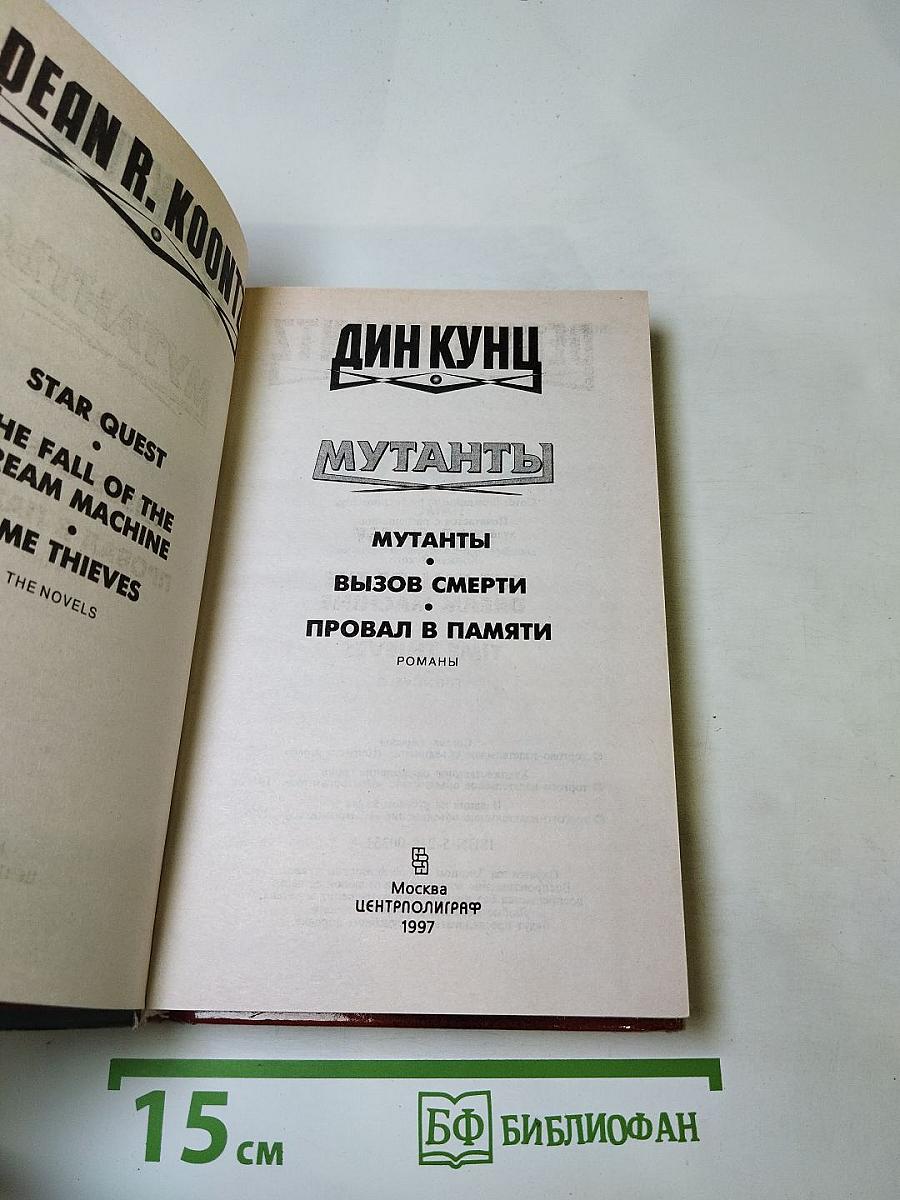 DEAN R. KOONT
STAR QUEST
•
HE FALL OF THE
REAM MACHINE
•
ME THIEVES
THE NOVELS
ДИН КУНЦ
МУТАНТЫ
МУТАНТЫ
•
ВЫЗОВ СМЕРТИ
•
ПРОВАЛ В ПАМЯТИ
РОМАНЫ
Москва
ЦЕНТРПОЛИГРАФ
1997
15 см
БФ БИБЛИОФАН